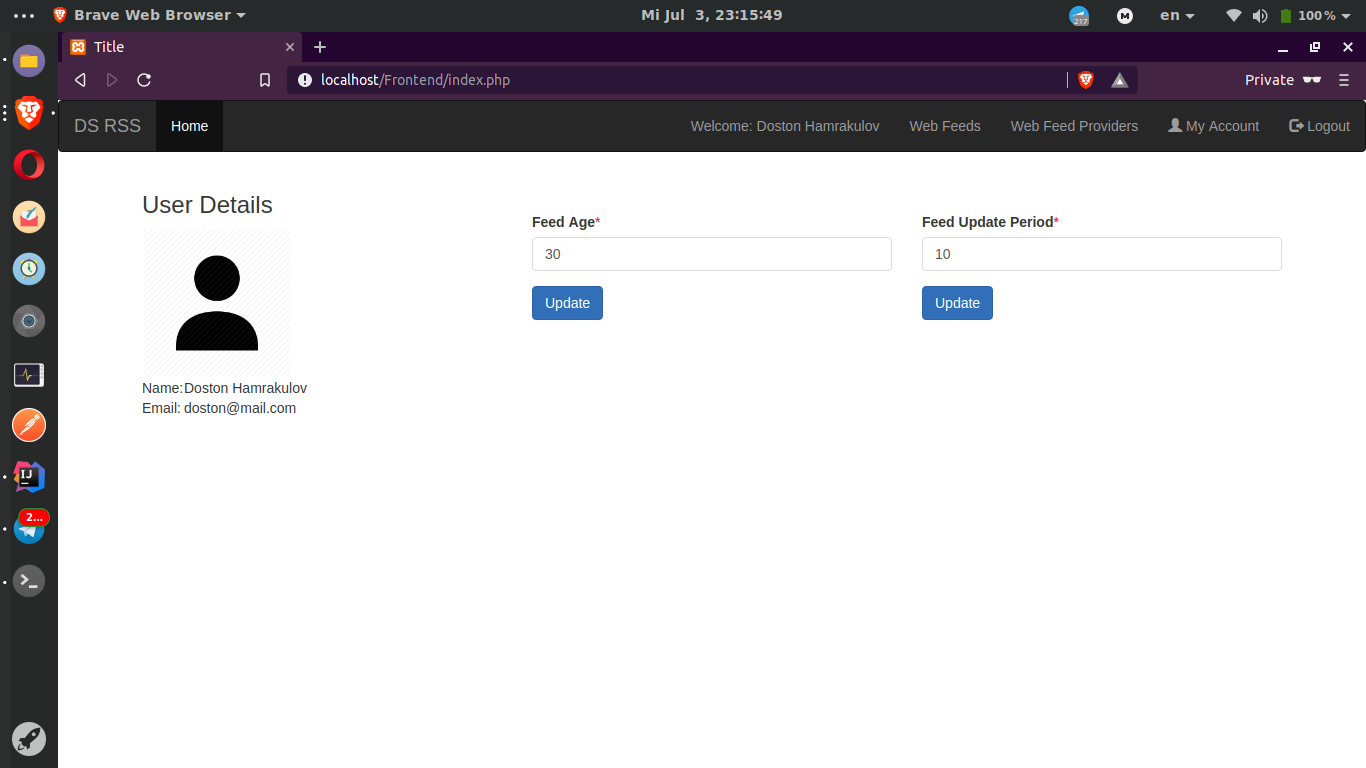 Brave Web Browser
Mi Jul 3, 23:15:49
217
M
en
100 %
Title
localhost/Frontend/index.php
Private
DS RSS
Home
Welcome: Doston Hamrakulov
Web Feeds
Web Feed Providers
My Account
Logout
User Details
Feed Age*
Feed Update Period*
30
10
Update
Update
Name:Doston Hamrakulov
Email: doston@mail.com
IJ
2...